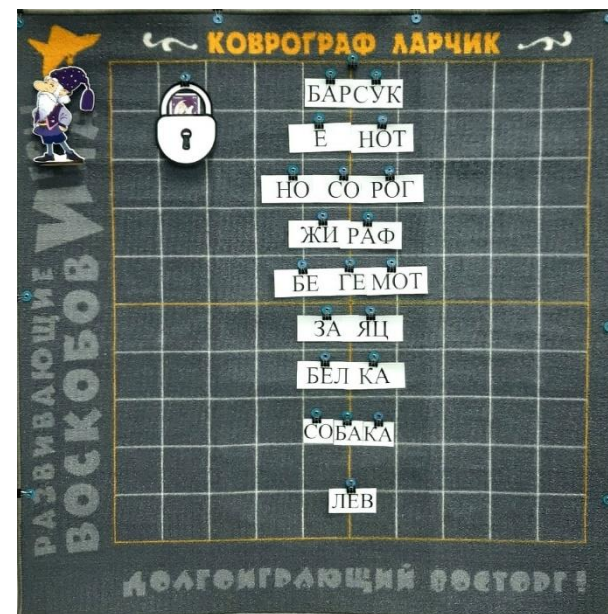 КОВРОГРАФ ЛАРЧИК
БАРСУК
Е НОТ
НО СО РОГ
ЖИ РАФ
БЕ ГЕ МОТ
ЗА ЯЦ
БЕЛ КА
СО БАКА
ЛЕВ
РАЗВИВАЮЩИЕ ИГРЫ
ВОСКОБОВ
ДОЛГОИГРАЮЩИЙ ВОСТОРГ!